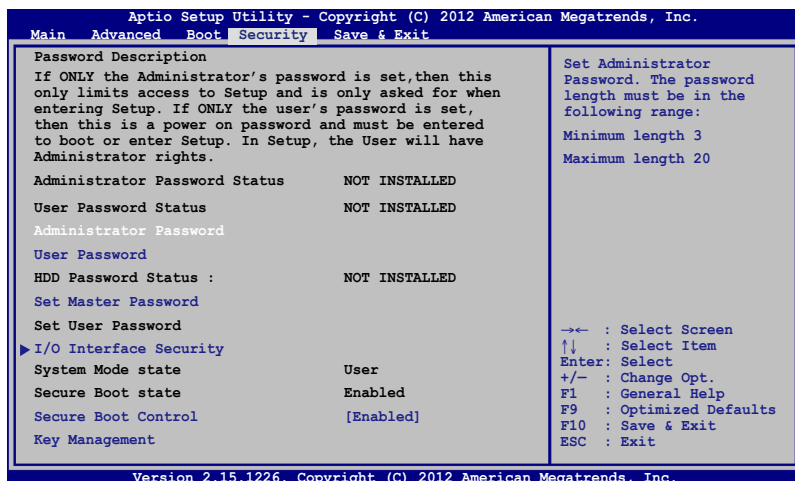 Aptio Setup Utility - Copyright (C) 2012 American Megatrends, Inc.
Main Advanced Boot Security Save & Exit
Password Description
If ONLY the Administrator's password is set,then this
only limits access to Setup and is only asked for when
entering Setup. If ONLY the user's password is set,
then this is a power on password and must be entered
to boot or enter Setup. In Setup, the User will have
Administrator rights.
Administrator Password Status NOT INSTALLED
User Password Status NOT INSTALLED
Administrator Password
User Password
HDD Password Status : NOT INSTALLED
Set Master Password
Set User Password
I/O Interface Security
System Mode state User
Secure Boot state Enabled
Secure Boot Control [Enabled]
Key Management
Set Administrator
Password. The password
length must be in the
following range:
Minimum length 3
Maximum length 20
→← : Select Screen
↑↓ : Select Item
Enter: Select
+/— : Change Opt.
F1 : General Help
F9 : Optimized Defaults
F10 : Save & Exit
ESC : Exit
Version 2.15.1226. Copyright (C) 2012 American Megatrends, Inc.